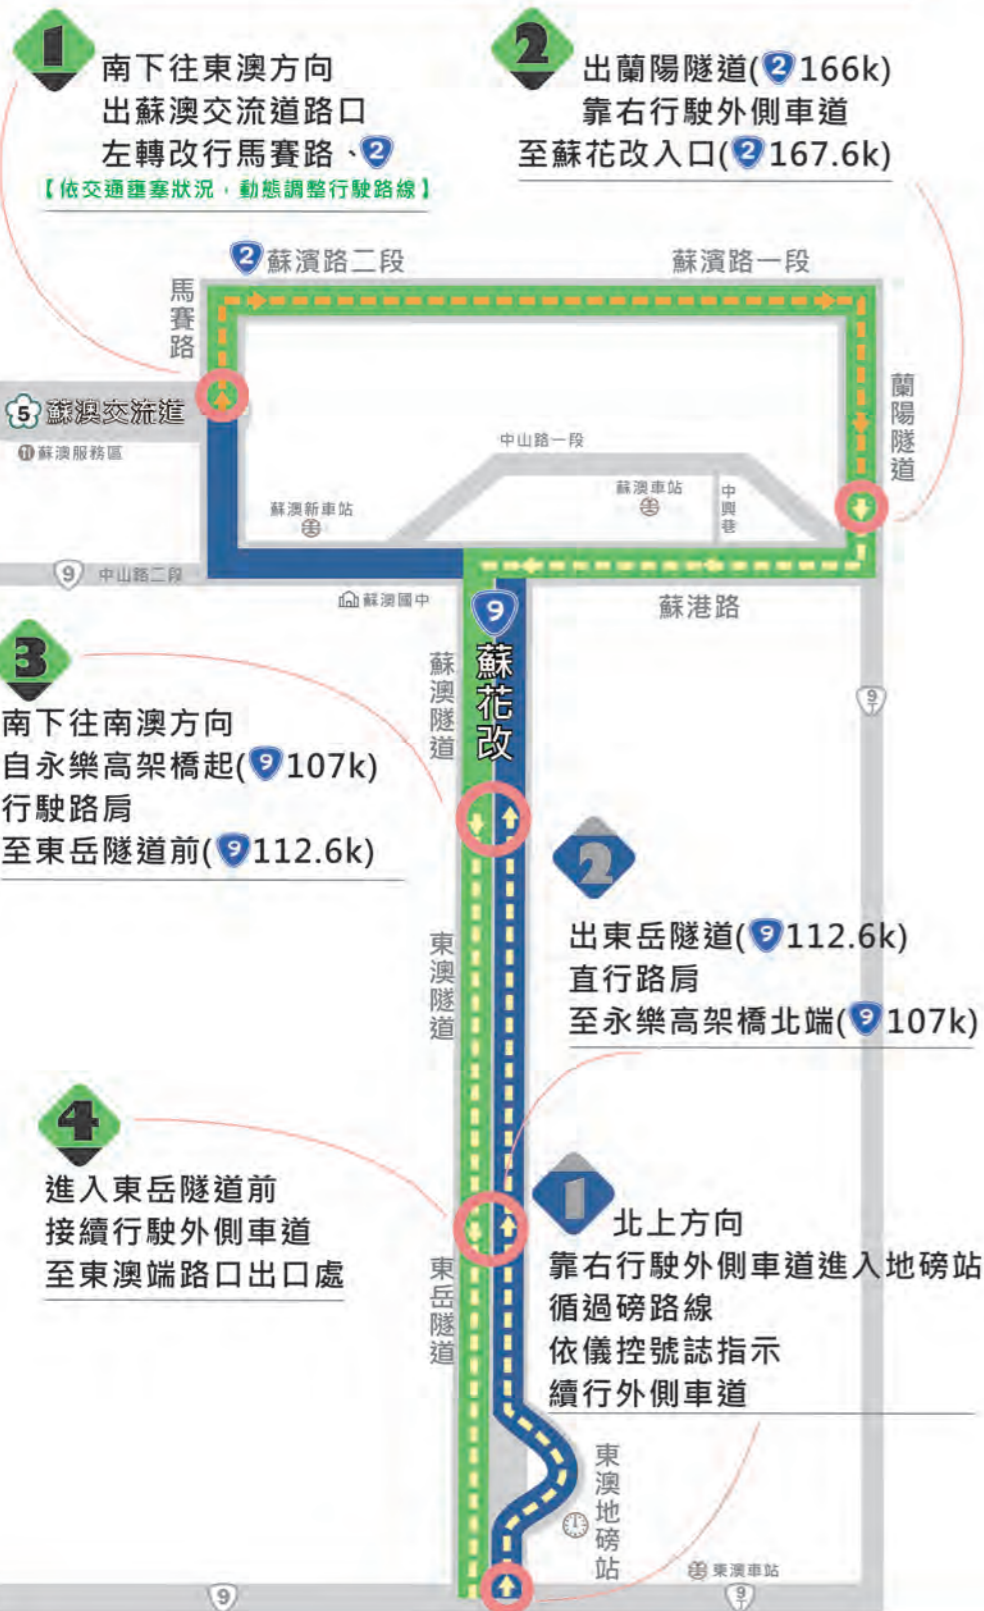 1
南下往東澳方向
出蘇澳交流道路口
左轉改行馬賽路、2
【依交通壅塞狀況，動態調整行駛路線】
2
出蘭陽隧道(2 166k)
靠右行駛外側車道
至蘇花改入口(2 167.6k)
2 蘇濱路二段
蘇濱路一段
馬賽路
5 蘇澳交流道
蘇澳服務區
蘭陽隧道
中山路一段
蘇澳新車站
蘇澳車站
中興巷
9 中山路二段
蘇澳國中
蘇港路
9
蘇花改
蘇澳隧道
9丁
3
南下往南澳方向
自永樂高架橋起(9 107k)
行駛路肩
至東岳隧道前(9 112.6k)
2
出東岳隧道(9 112.6k)
直行路肩
至永樂高架橋北端(9 107k)
東澳隧道
4
進入東岳隧道前
接續行駛外側車道
至東澳端路口出口處
1
北上方向
靠右行駛外側車道進入地磅站
循過磅路線
依儀控號誌指示
續行外側車道
東岳隧道
東澳地磅站
東澳車站
9
9丁